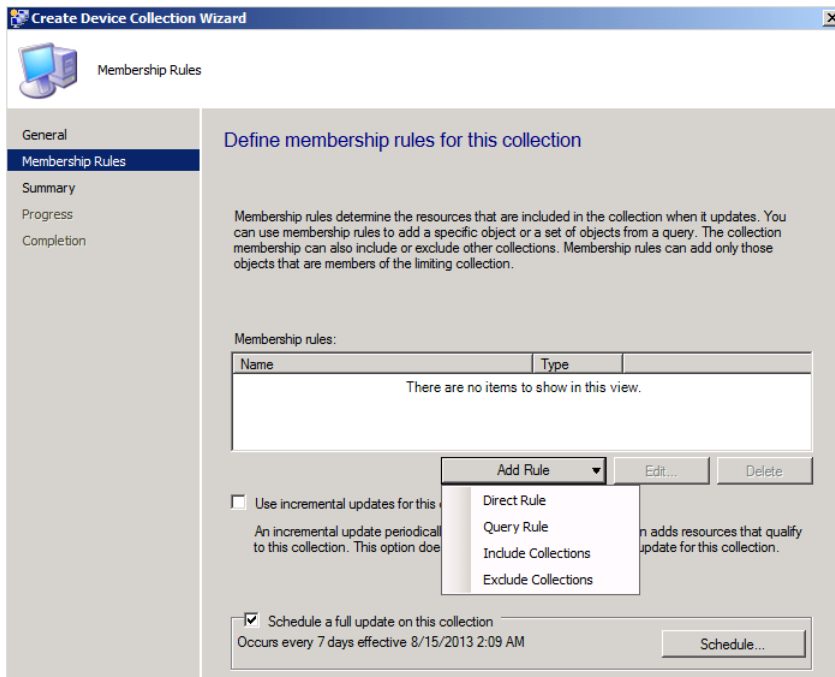 Create Device Collection Wizard
Membership Rules
General
Membership Rules
Summary
Progress
Completion
Define membership rules for this collection
Membership rules determine the resources that are included in the collection when it updates. You
can use membership rules to add a specific object or a set of objects from a query. The collection
membership can also include or exclude other collections. Membership rules can add only those
objects that are members of the limiting collection.
Membership rules:
Name Type
There are no items to show in this view.
Add Rule Edit... Delete
Direct Rule
Query Rule
Include Collections
Exclude Collections
Use incremental updates for this
An incremental update periodicall n adds resources that qualify
to this collection. This option doe update for this collection.
Schedule a full update on this collection
Occurs every 7 days effective 8/15/2013 2:09 AM
Schedule...